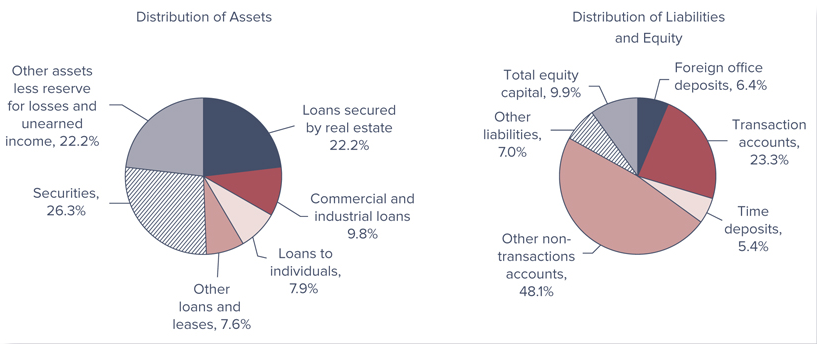 Distribution of Assets
Other assets
less reserve
for losses and
unearned
income, 22.2%
Loans secured
by real estate
22.2%
Securities,
26.3%
Commercial and
industrial loans
9.8%
Loans to
individuals,
7.9%
Other
loans and
leases, 7.6%
Distribution of Liabilities
and Equity
Total equity
capital, 9.9%
Foreign office
deposits, 6.4%
Other
liabilities,
7.0%
Transaction
accounts,
23.3%
Time
deposits,
5.4%
Other non-
transactions
accounts,
48.1%